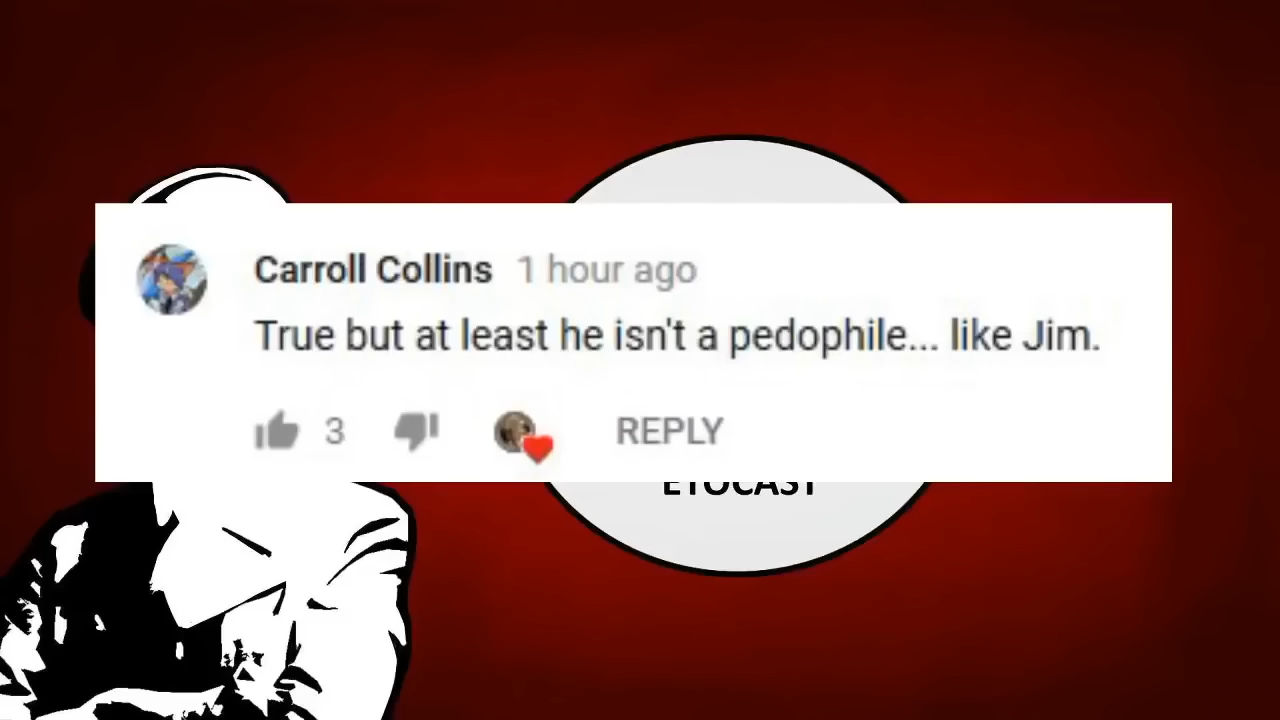 Carroll Collins 1 hour ago
True but at least he isn't a pedophile... like Jim.
3 REPLY